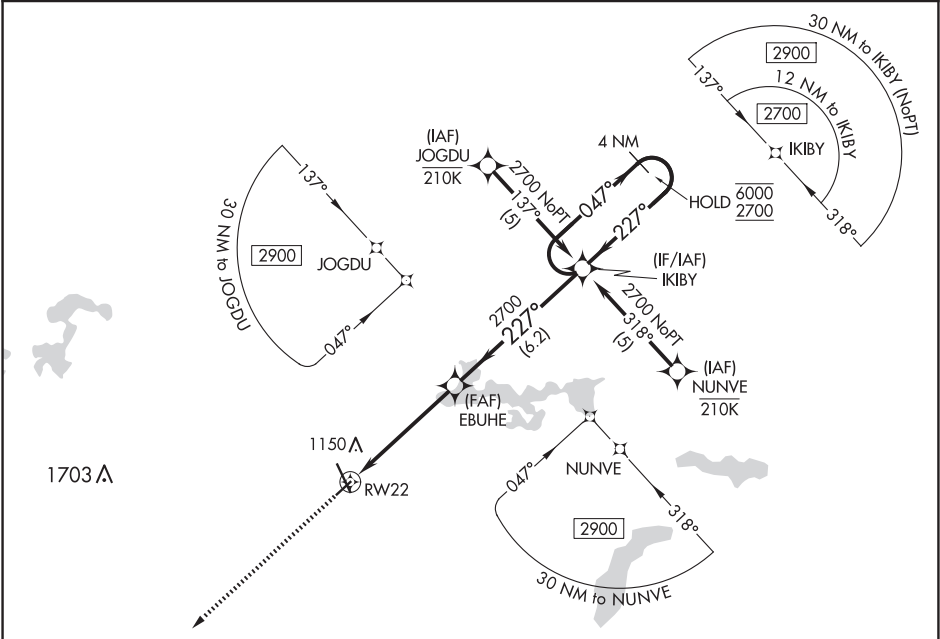 30 NM to IKIBY (NoPT)
2900
137°
12 NM to IKIBY
2700
IKIBY
318°
(IAF)
JOGDU
210K
2700 NoPT
137°
(5)
4 NM
047°
HOLD 6000
2700
227°
137°
30 NM to JOGDU
2900
JOGDU
047°
(IF/IAF)
IKIBY
2700
227°
(6.2)
2700 NoPT
318°
(5)
(IAF)
NUNVE
210K
(FAF)
EBUHE
1150
RW22
1703
NUNVE
047°
318°
2900
30 NM to NUNVE